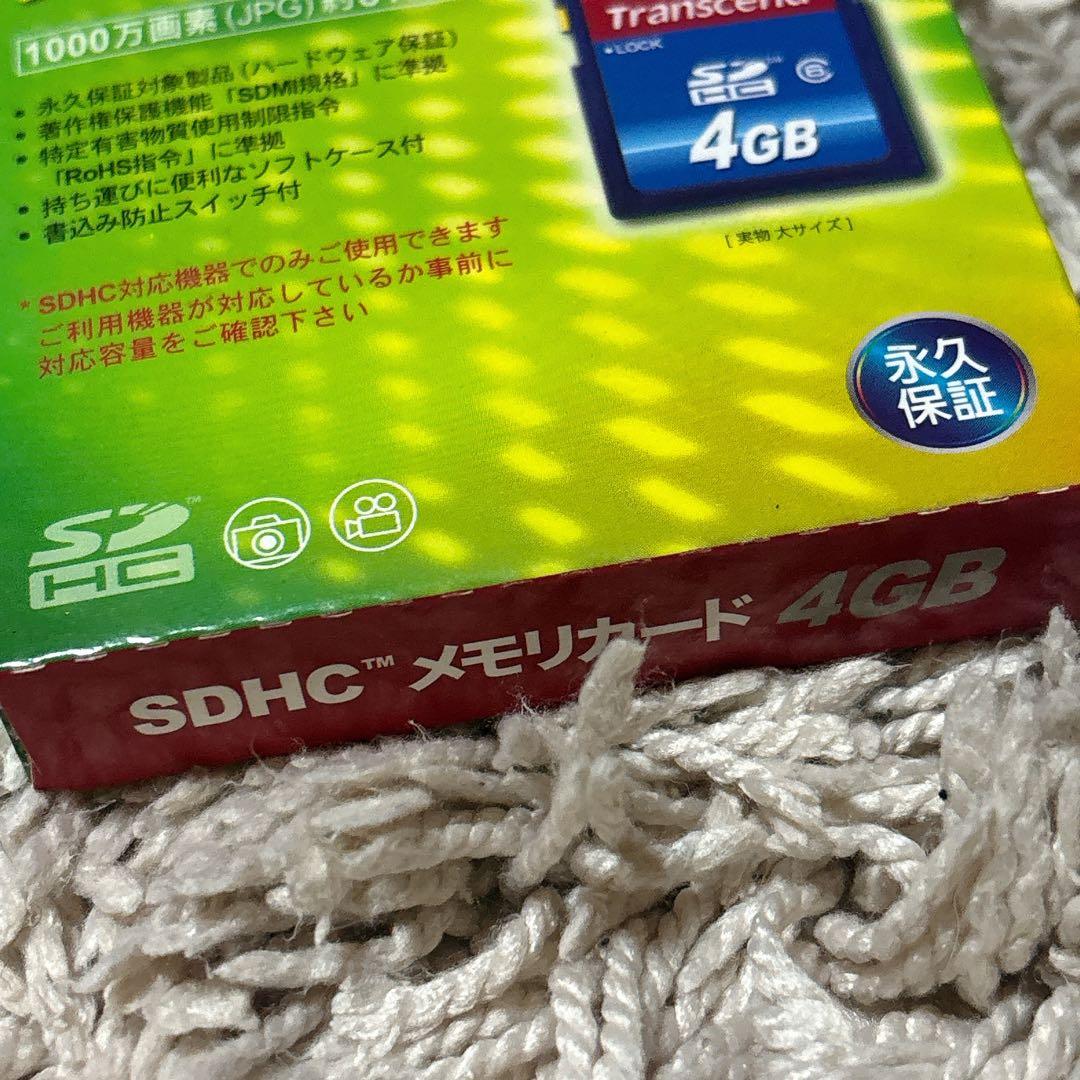 1000万画素(JPG)約
• 永久保証対象製品(ハードウェア保証)
• 著作権保護機能「SDMI規格」に準拠
• 特定有害物質使用制限指令
「RoHS指令」に準拠
• 持ち運びに便利なソフトケース付
• 書込み防止スイッチ付
* SDHC対応機器でのみご使用できます
ご利用機器が対応しているか事前に
対応容量をご確認下さい
Transcend
LOCK
SD HC™ 6
4GB
[実物大サイズ]
永久
保証
SD HC™
SDHC™ メモリカード 4GB